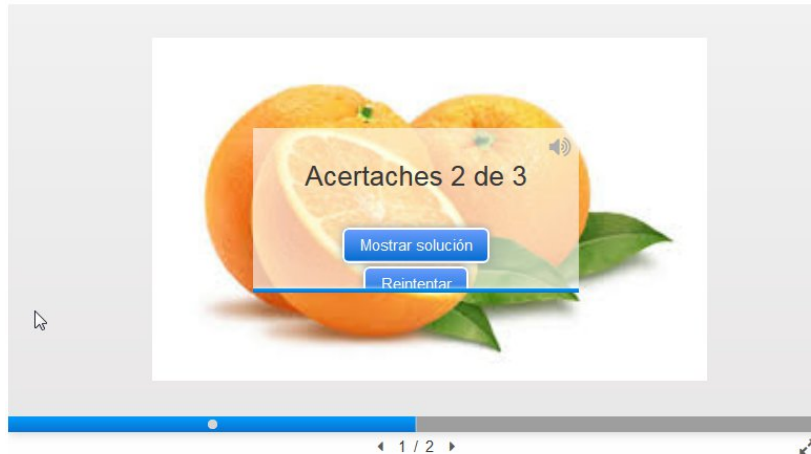 Acertaches 2 de 3
Mostrar solución
Reintentar
1 / 2